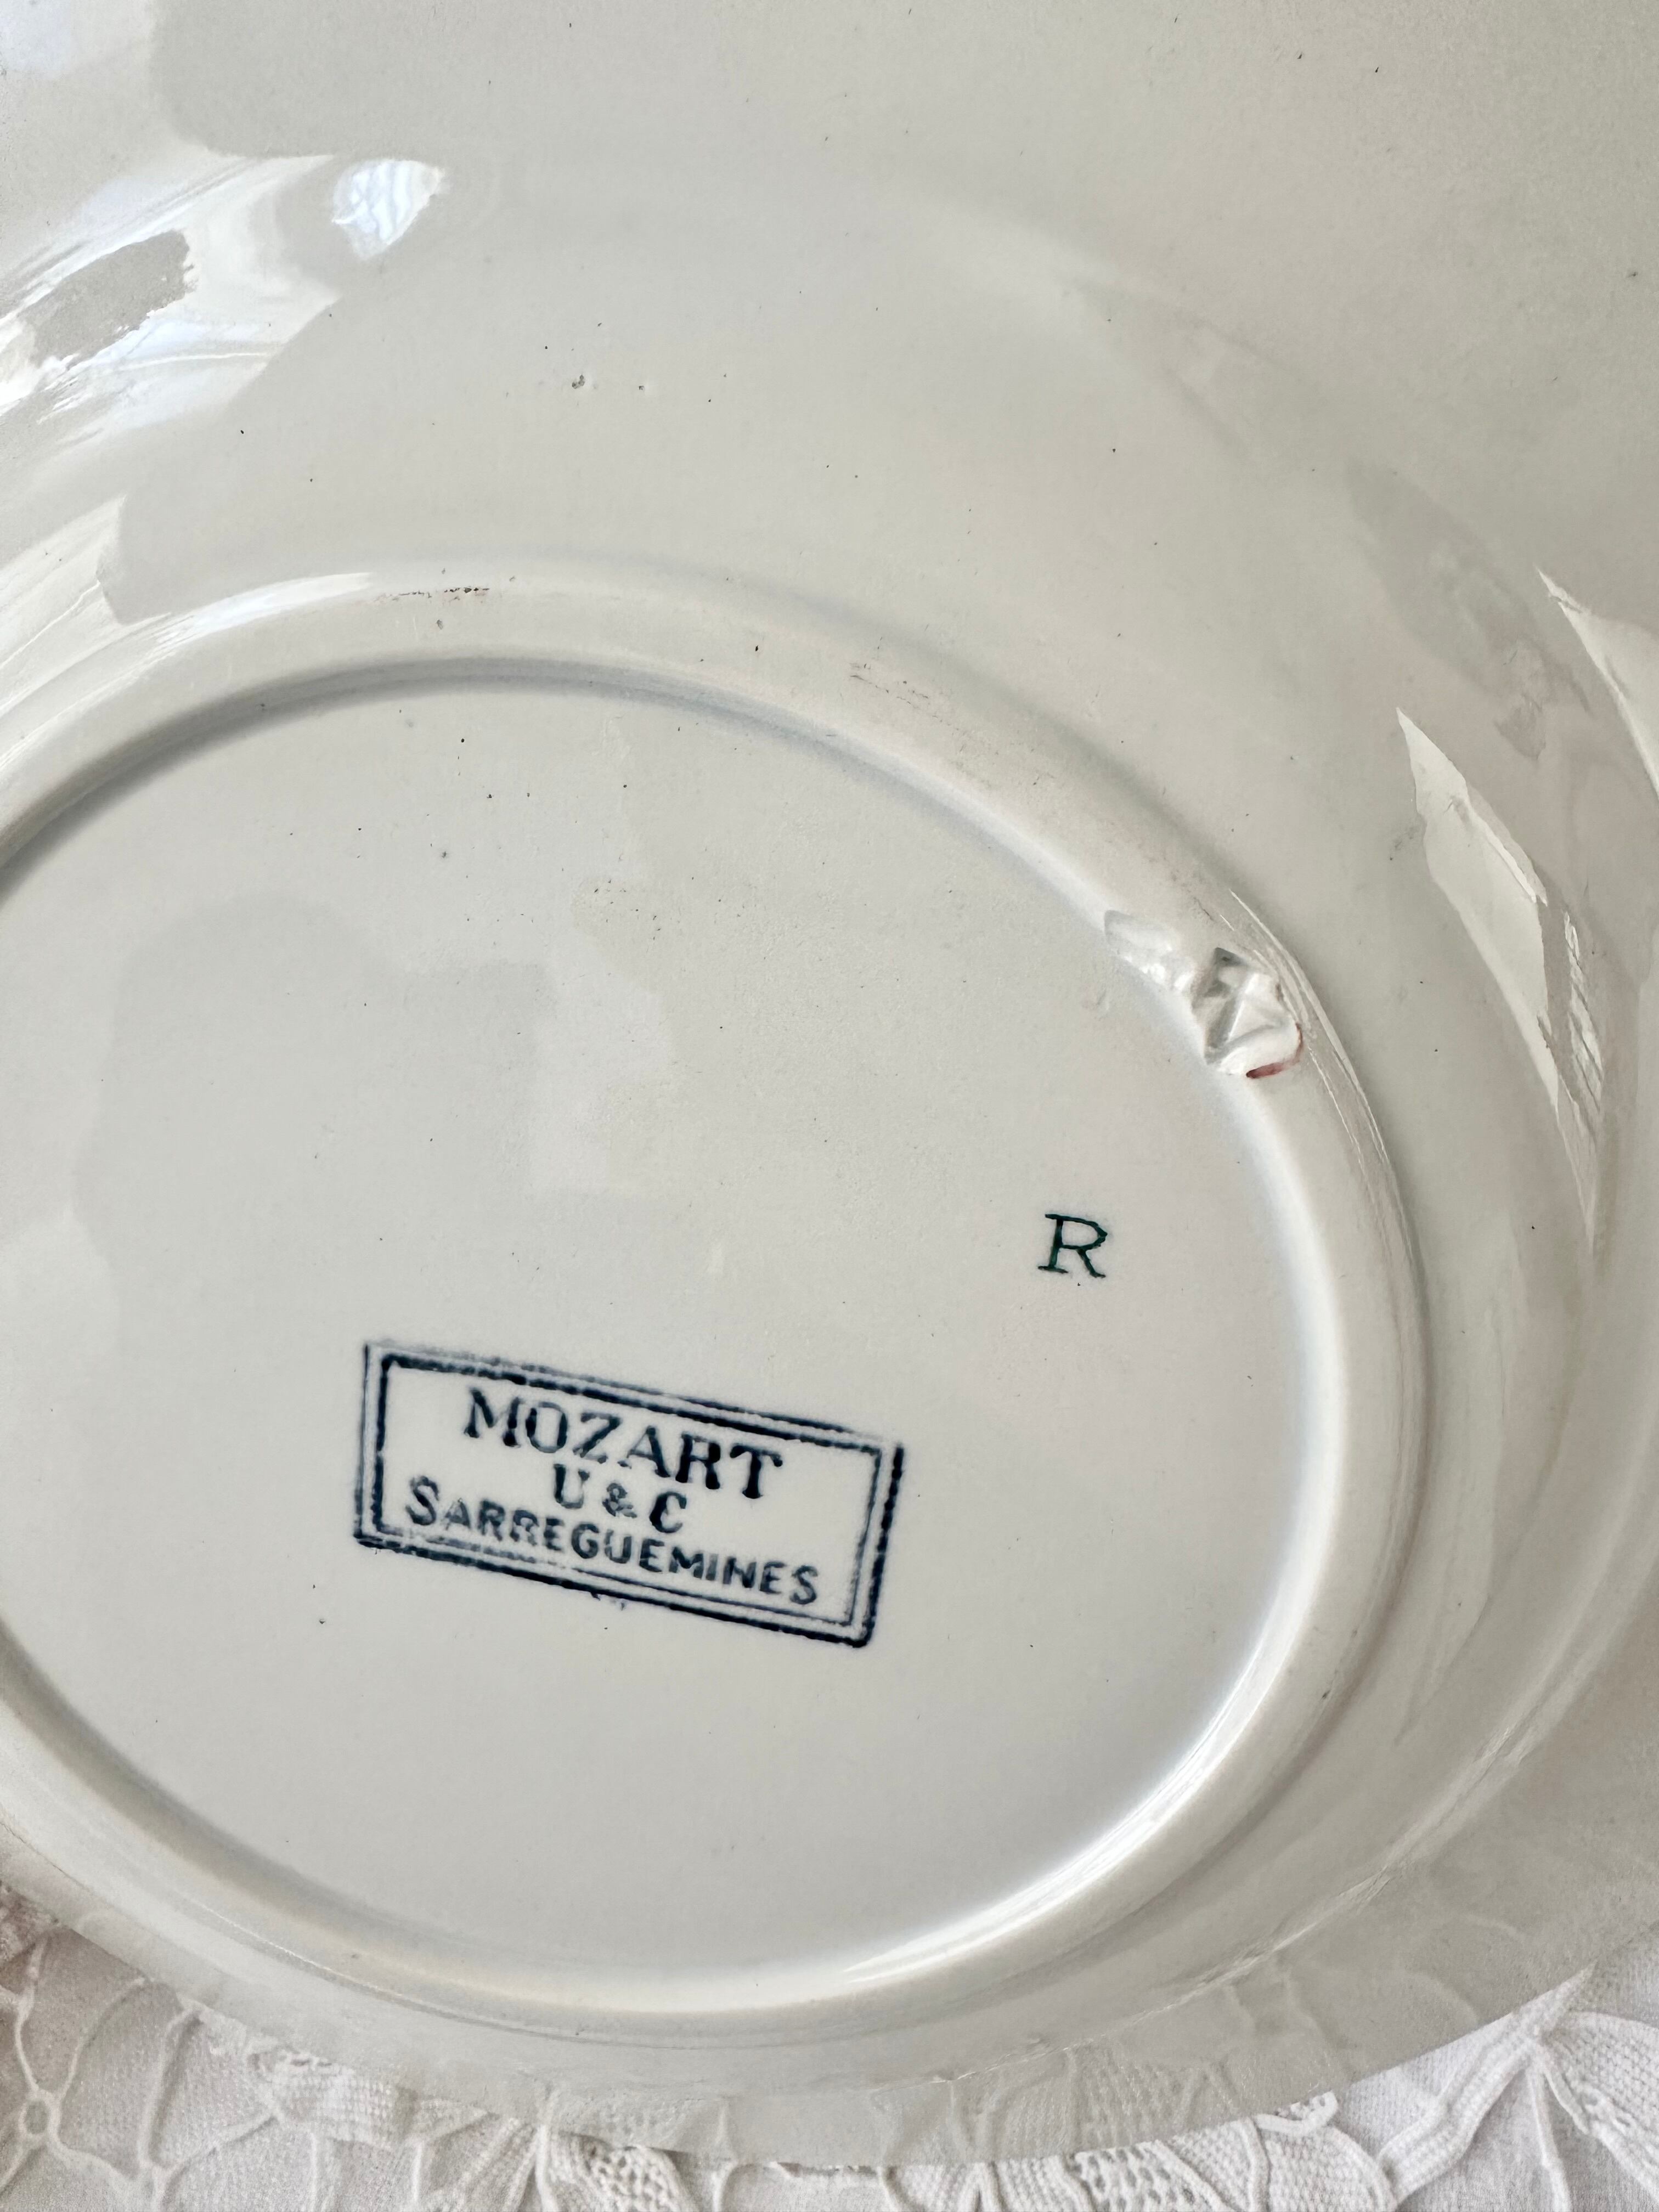 R
MOZART
U & C
SARREGUEMINES